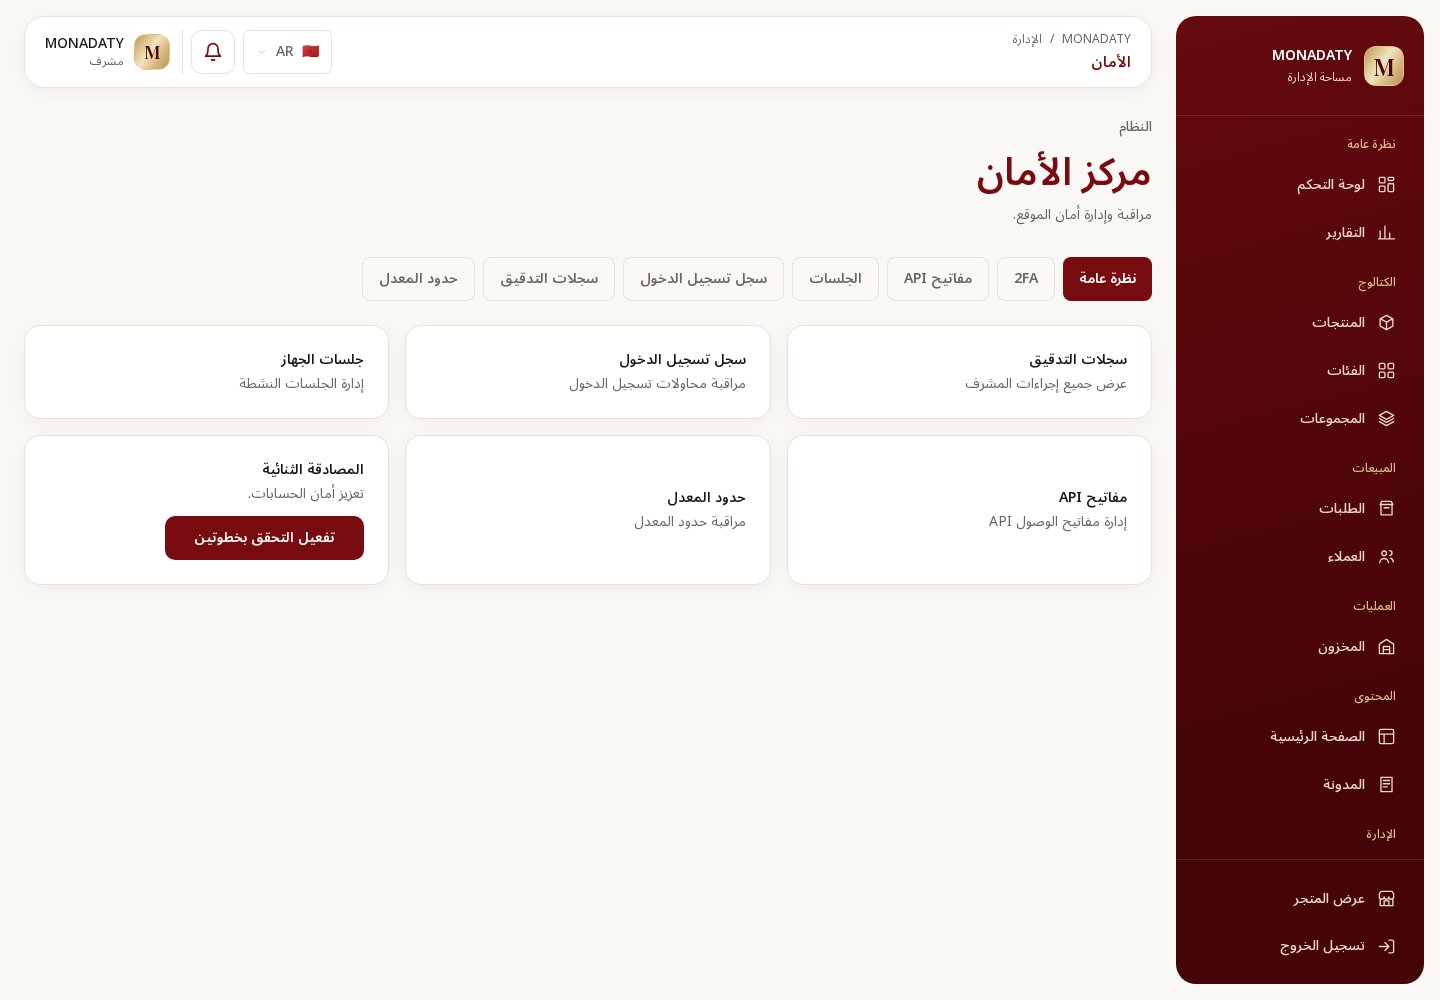 M
MONADATY
مساحة الإدارة
نظرة عامة
لوحة التحكم
التقارير
الكتالوج
المنتجات
الفئات
المجموعات
المبيعات
الطلبات
العملاء
العمليات
المخزون
المحتوى
الصفحة الرئيسية
المدونة
الإدارة
عرض المتجر
تسجيل الخروج
MONADATY / الإدارة
الأمان
AR
M
MONADATY
مشرف
النظام
مركز الأمان
مراقبة وإدارة أمان الموقع.
نظرة عامة
2FA
مفاتيح API
الجلسات
سجل تسجيل الدخول
سجلات التدقيق
حدود المعدل
سجلات التدقيق
عرض جميع إجراءات المشرف
سجل تسجيل الدخول
مراقبة محاولات تسجيل الدخول
جلسات الجهاز
إدارة الجلسات النشطة
مفاتيح API
إدارة مفاتيح الوصول API
حدود المعدل
مراقبة حدود المعدل
المصادقة الثنائية
تعزيز أمان الحسابات.
تفعيل التحقق بخطوتين